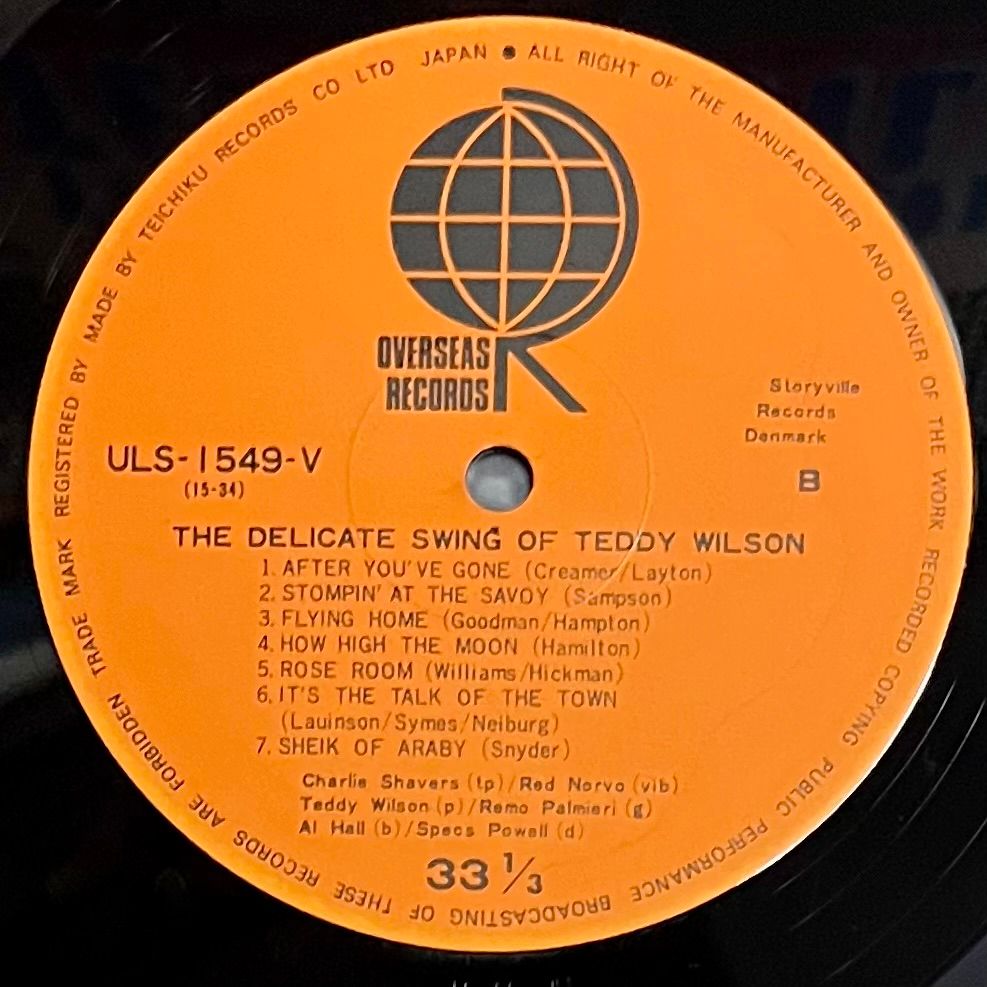 TRADE MARK REGISTERED BY MADE BY TEICHIKU RECORDS CO LTD JAPAN ● ALL RIGHT OF THE MANUFACTURER AND OWNER OF THE WORK RECORDED COPYING PUBLIC PERFORMANCE BROADCASTING OF THESE RECORDS ARE FORBIDDEN
R
OVERSEAS
RECORDS
Storyville
Records
Denmark
ULS-1549-V
(15-34)
B
THE DELICATE SWING OF TEDDY WILSON
1. AFTER YOU'VE GONE (Creamer/Layton)
2. STOMPIN' AT THE SAVOY (Sampson)
3. FLYING HOME (Goodman/Hampton)
4. HOW HIGH THE MOON (Hamilton)
5. ROSE ROOM (Williams/Hickman)
6. IT'S THE TALK OF THE TOWN
(Lauinson/Symes/Neiburg)
7. SHEIK OF ARABY (Snyder)
Charlie Shavers (tp)/Red Norvo (vib)
Teddy Wilson (p)/Remo Palmieri (g)
Al Hall (b)/Specs Powell (d)
33 1/3